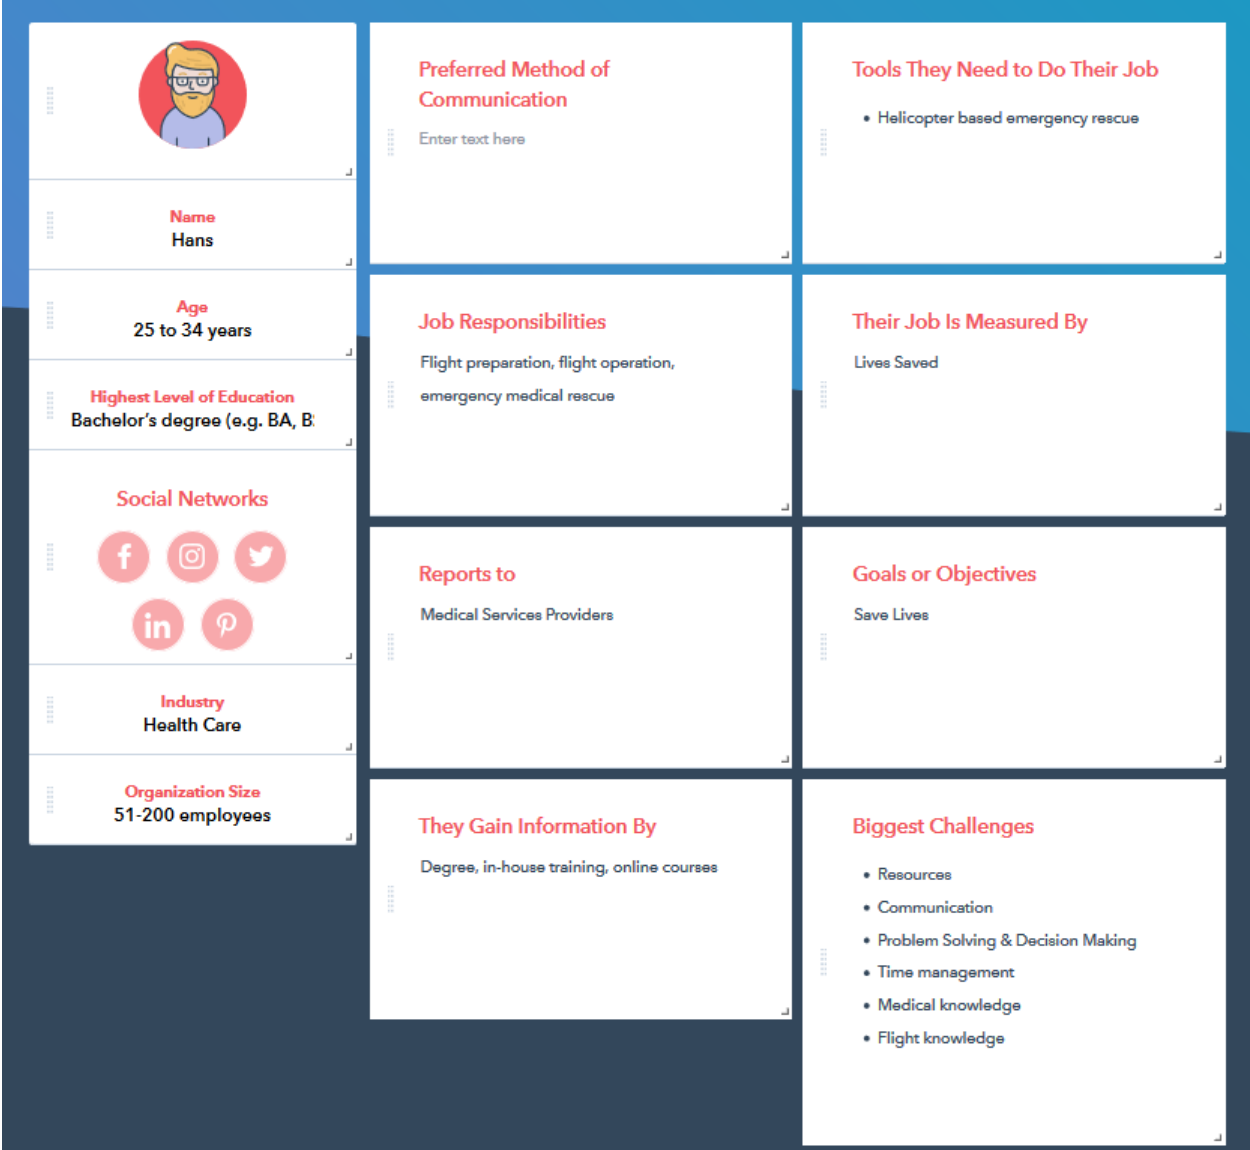 Name
Hans
Age
25 to 34 years
Highest Level of Education
Bachelor's degree (e.g. BA, B
Social Networks
Industry
Health Care
Organization Size
51-200 employees
Preferred Method of
Communication
Enter text here
Tools They Need to Do Their Job
• Helicopter based emergency rescue
Job Responsibilities
Flight preparation, flight operation,
emergency medical rescue
Their Job Is Measured By
Lives Saved
Reports to
Medical Services Providers
Goals or Objectives
Save Lives
They Gain Information By
Degree, in-house training, online courses
Biggest Challenges
• Resources
• Communication
• Problem Solving & Decision Making
• Time management
• Medical knowledge
• Flight knowledge